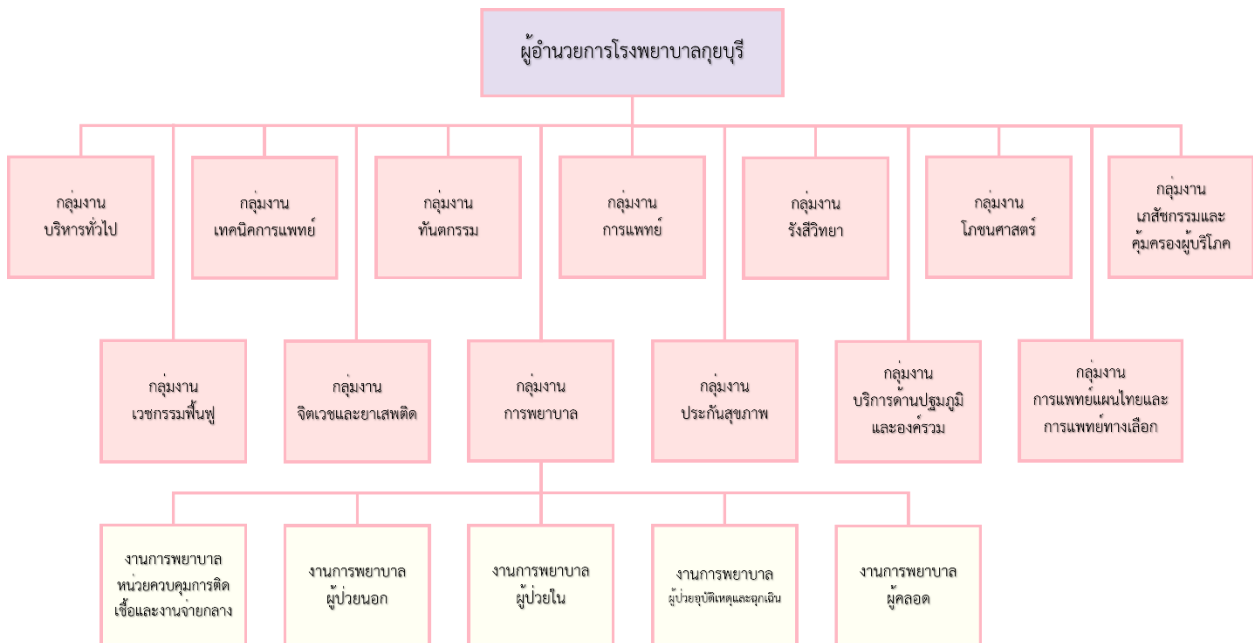 ผู้อำนวยการโรงพยาบาลกุยบุรี
กลุ่มงาน
บริหารทั่วไป
กลุ่มงาน
เทคนิคการแพทย์
กลุ่มงาน
ทันตกรรม
กลุ่มงาน
การแพทย์
กลุ่มงาน
รังสีวิทยา
กลุ่มงาน
โภชนศาสตร์
กลุ่มงาน
เภสัชกรรมและ
คุ้มครองผู้บริโภค
กลุ่มงาน
เวชกรรมฟื้นฟู
กลุ่มงาน
จิตเวชและยาเสพติด
กลุ่มงาน
การพยาบาล
กลุ่มงาน
ประกันสุขภาพ
กลุ่มงาน
บริการด้านปฐมภูมิ
และองค์รวม
กลุ่มงาน
การแพทย์แผนไทยและ
การแพทย์ทางเลือก
งานการพยาบาล
หน่วยควบคุมการติด
เชื้อและงานจ่ายกลาง
งานการพยาบาล
ผู้ป่วยนอก
งานการพยาบาล
ผู้ป่วยใน
งานการพยาบาล
ผู้ป่วยอุบัติเหตุและฉุกเฉิน
งานการพยาบาล
ผู้คลอด